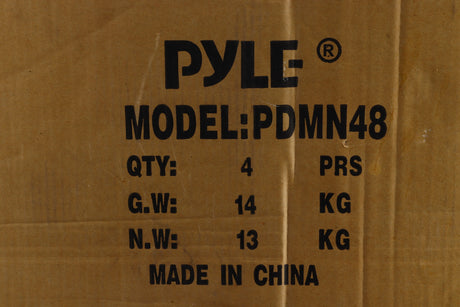 PYLE®
MODEL:PDMN48
QTY: 4 PRS
G.W: 14 KG
N.W: 13 KG
MADE IN CHINA